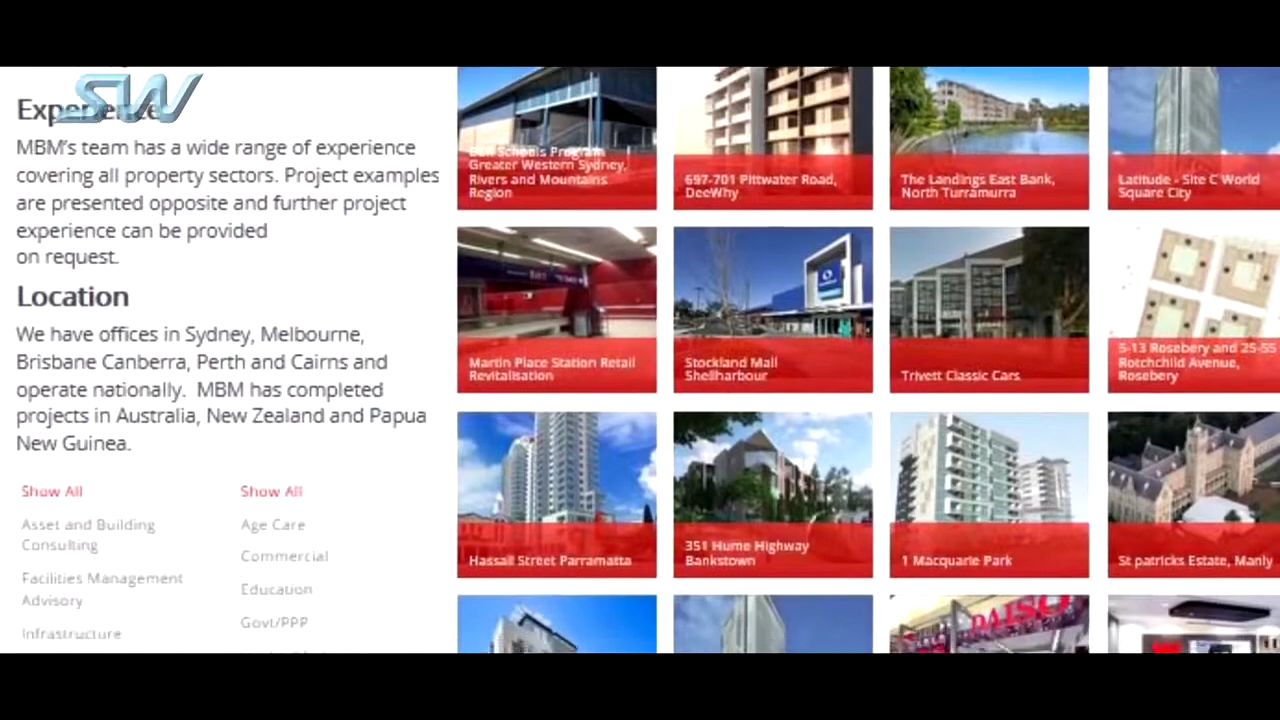 SW
Experience
MBM's team has a wide range of experience
covering all property sectors. Project examples
are presented opposite and further project
experience can be provided
on request.
Location
We have offices in Sydney, Melbourne,
Brisbane Canberra, Perth and Cairns and
operate nationally. MBM has completed
projects in Australia, New Zealand and Papua
New Guinea.
Show All
Asset and Building
Consulting
Facilities Management
Advisory
Infrastructure
Show All
Age Care
Commercial
Education
Govt/PPP
Schools Program
Greater Western Sydney,
Rivers and Mountains
Region
697-701 Pittwater Road,
DeeWhy
The Landings East Bank,
North Turramurra
Latitude - Site C World
Square City
Martin Place Station Retail
Revitalisation
Stockland Mall
Shellharbour
Trivett Classic Cars
5-13 Rosebery and 25-55
Rotchchild Avenue,
Rosebery
Hassall Street Parramatta
351 Hume Highway
Bankstown
1 Macquarie Park
St patricks Estate, Manly
DAISO